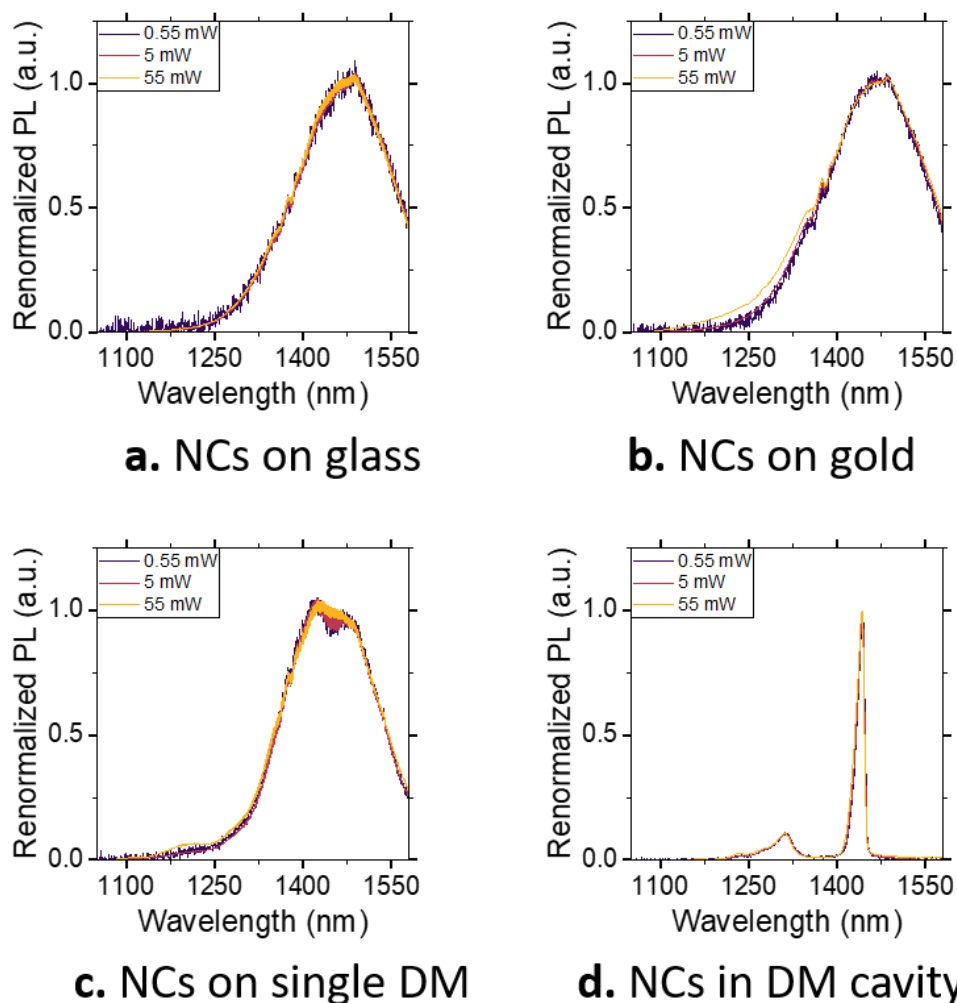 0.55 mW
5 mW
55 mW
Renormalized PL (a.u.)
1.0
0.5
0.0
1100 1250 1400 1550
Wavelength (nm)
a. NCs on glass
0.55 mW
5 mW
55 mW
Renormalized PL (a.u.)
1.0
0.5
0.0
1100 1250 1400 1550
Wavelength (nm)
b. NCs on gold
0.55 mW
5 mW
55 mW
Renormalized PL (a.u.)
1.0
0.5
0.0
1100 1250 1400 1550
Wavelength (nm)
c. NCs on single DM
0.55 mW
5 mW
55 mW
Renormalized PL (a.u.)
1.0
0.5
0.0
1100 1250 1400 1550
Wavelength (nm)
d. NCs in DM cavity